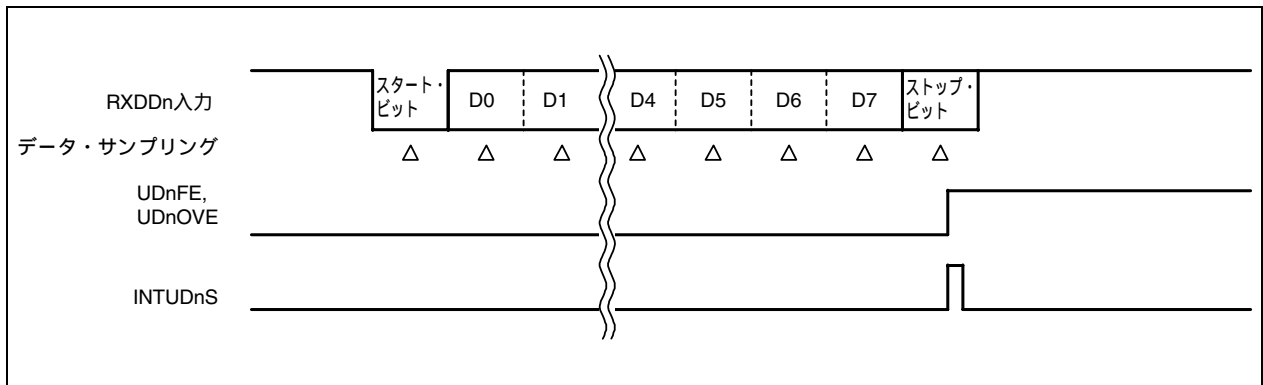 RXDDn入力
スタート・
ビット
D0
D1
D4
D5
D6
D7
ストップ・
ビット
データ・サンプリング
UDnFE,
UDnOVE
INTUDnS